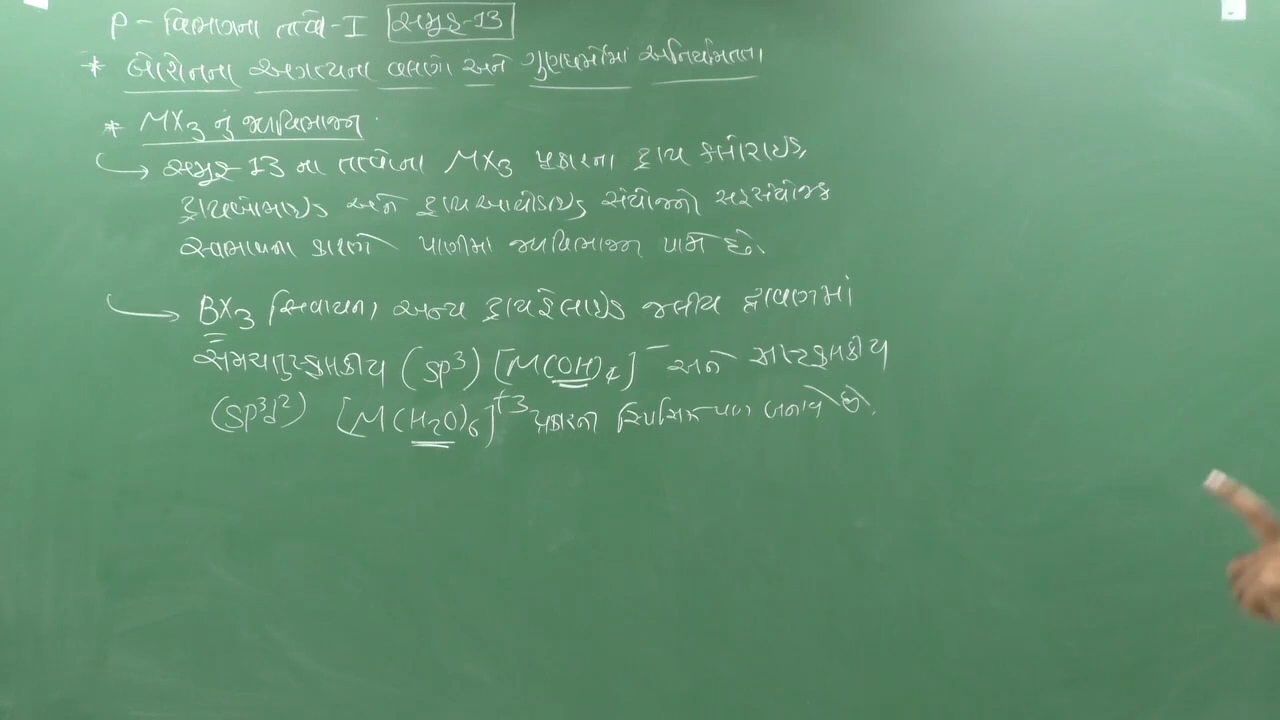 P - વિભાગના તત્વો - I સમૂહ-13
* બોરોનના અગત્યના વલણો અને ગુણધર્મોમાં અનિયમિતતા
* MX₃ નું જળવિભાજન
→ સમૂહ-13 ના તત્વોના MX₃ પ્રકારના ટ્રાય ક્લોરાઇડ,
ટ્રાયબ્રોમાઇડ અને ટ્રાયઆયોડાઇડ સંયોજનો સહસંયોજક
સ્વભાવના કારણે પાણીમાં જળવિભાજન પામે છે.
→ BX₃ સિવાયના અન્ય ટ્રાયહેલાઇડ જલીય દ્રાવણમાં
સમચતુષ્ફલકીય (sp³) [M(OH)₄]⁻ અને અષ્ટફલકીય
(sp³d²) [M(H₂O)₆]⁺³ પ્રકારની સ્પિસિઝ પણ બનાવે છે.